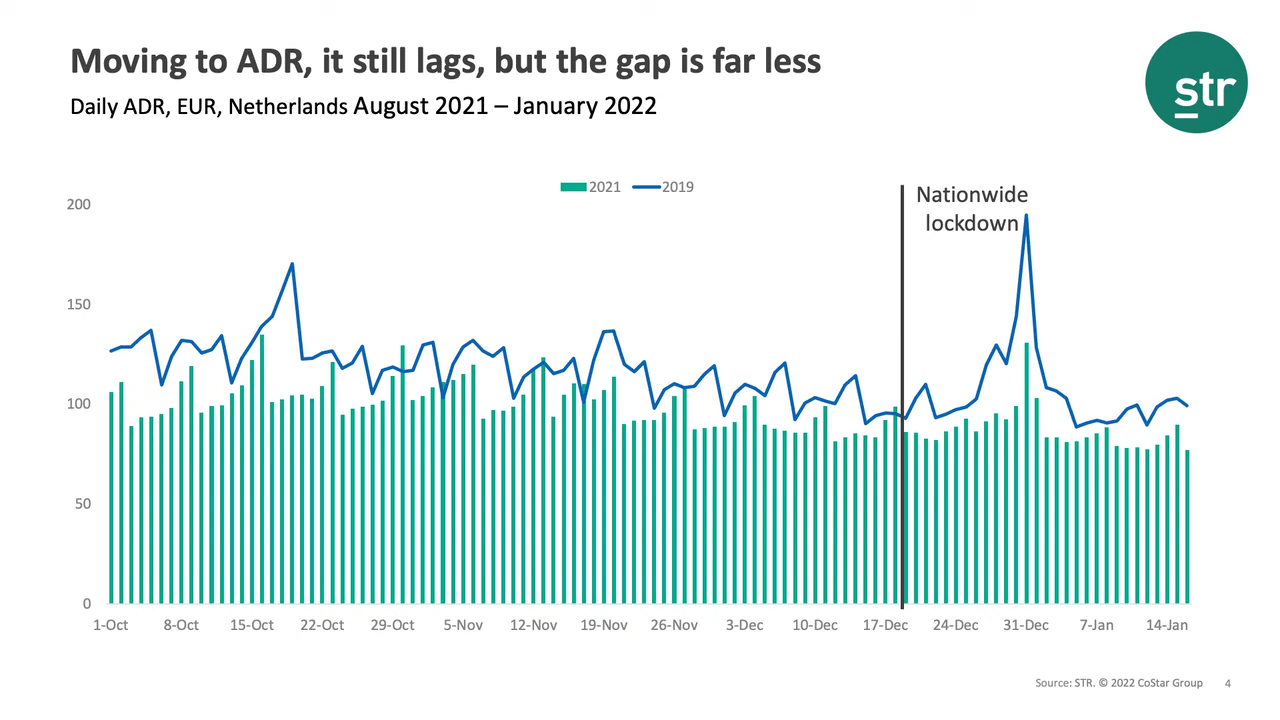 Moving to ADR, it still lags, but the gap is far less
Daily ADR, EUR, Netherlands August 2021 – January 2022
str
2021 2019
Nationwide
lockdown
200
150
100
50
0
1-Oct 8-Oct 15-Oct 22-Oct 29-Oct 5-Nov 12-Nov 19-Nov 26-Nov 3-Dec 10-Dec 17-Dec 24-Dec 31-Dec 7-Jan 14-Jan
Source: STR. © 2022 CoStar Group 4